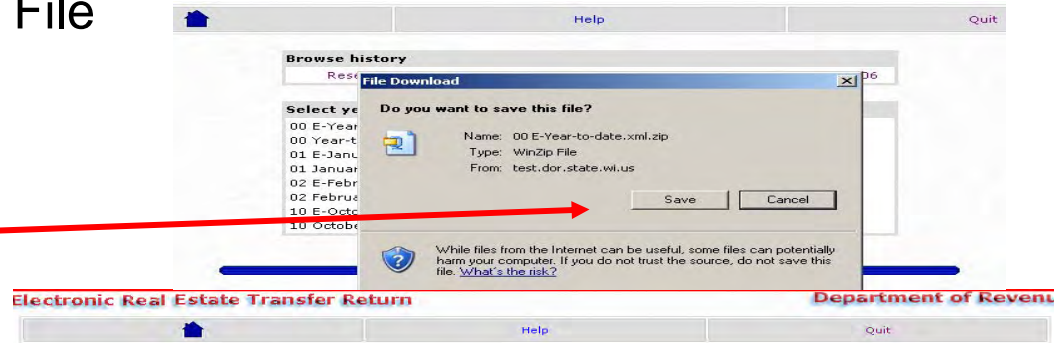 File
Help Quit
Browse history
Rese 06
File Download
Select ye
Do you want to save this file?
00 E-Year
Name: 00 E-Year-to-date.xml.zip
00 Year-t
Type: WinZip File
01 E-Janu
From: test.dor.state.wi.us
01 Januar
02 E-Febr
02 Februa
Save Cancel
10 E-Octo
10 Octobe
While files from the Internet can be useful, some files can potentially
harm your computer. If you do not trust the source, do not save this
file. What's the risk?
Electronic Real Estate Transfer Return Department of Revenu
Help Quit